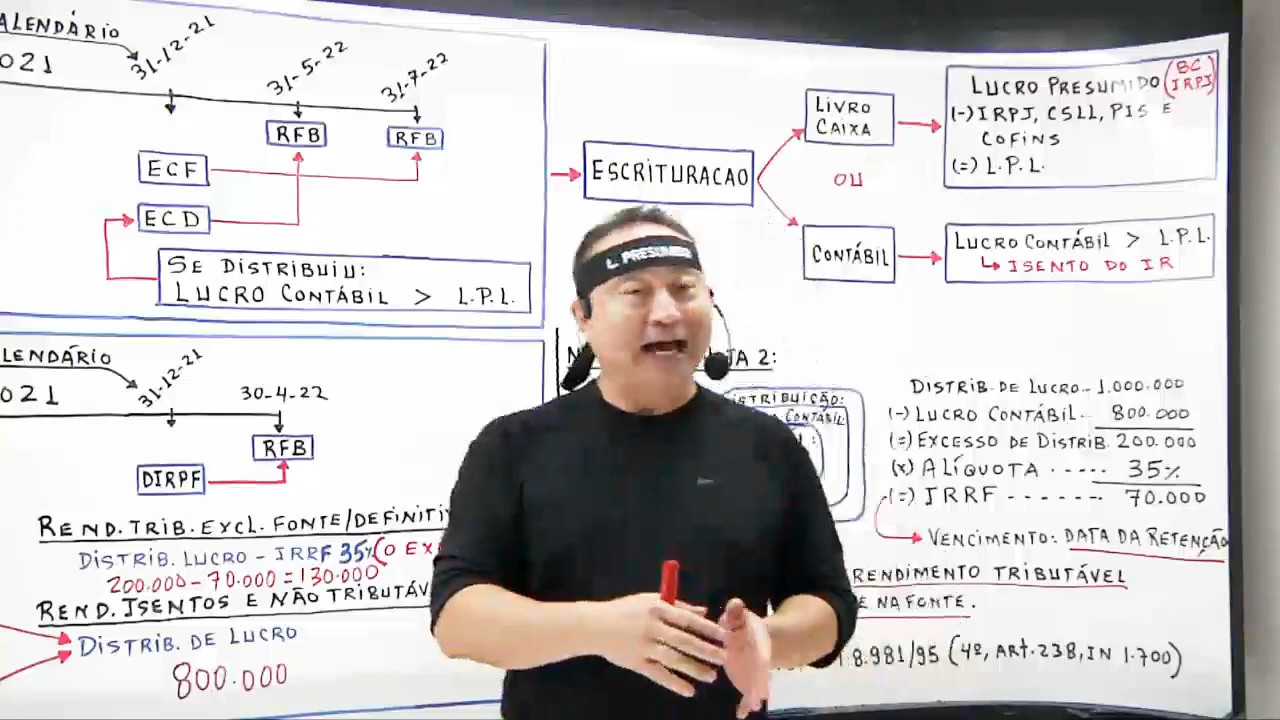 ALENDÁRIO
021
31-12-21
31-5-22
31-7-22
RFB
RFB
ECF
ECD
SE DISTRIBUIU:
LUCRO CONTÁBIL > L.P.L.
ESCRITURACAO
LIVRO
CAIXA
OU
CONTÁBIL
LUCRO PRESUMIDO (BC IRPJ)
(-) IRPJ, CSLL, PIS E
COFINS
(=) L.P.L.
LUCRO CONTÁBIL > L.P.L.
ISENTO DO IR
L. PRESUMIDO
LENDÁRIO
021
31-12-21
30-4-22
RFB
DIRPF
REND. TRIB. EXCL. FONTE/DEFINITI
DISTRIB. LUCRO - IRRF 35% (O EX
200.000 - 70.000 = 130.000
REND. ISENTOS E NÃO TRIBUTÁV
DISTRIB. DE LUCRO
800.000
TA 2:
ISTRIBUIÇÃO:
CONTÁBIL:
DISTRIB. DE LUCRO - 1.000.000
(-) LUCRO CONTÁBIL. 800.000
(=) EXCESSO DE DISTRIB. 200.000
(x) ALÍQUOTA ..... 35%
(=) IRRF ------ 70.000
VENCIMENTO: DATA DA RETENÇÃO
RENDIMENTO TRIBUTÁVEL
E NA FONTE.
8.981/95 (4º, ART. 238, IN 1.700)